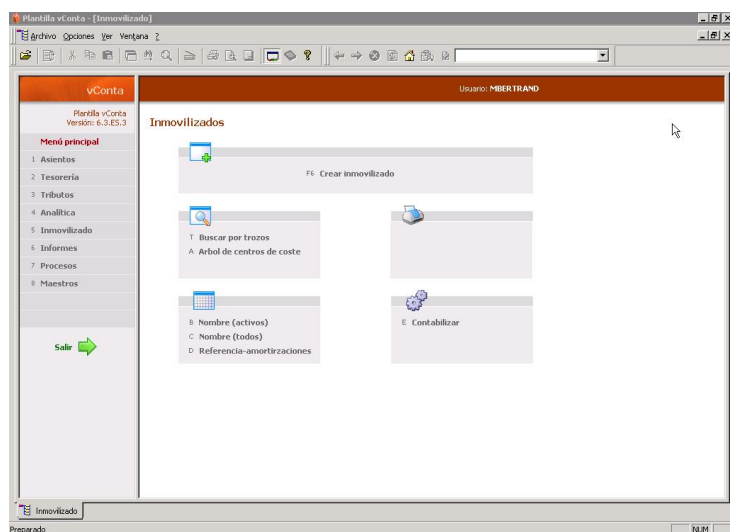 Plantilla vConta - [Inmovilizado]
Archivo Opciones Ver Ventana ?
vConta
Usuario: MBERTRAND
Plantilla vConta
Versión: 6.3.E5.3
Inmovilizados
Menú principal
1 Asientos
2 Tesorería
3 Tributos
4 Analítica
5 Inmovilizado
6 Informes
7 Procesos
8 Maestros
Salir
F6 Crear inmovilizado
T Buscar por trozos
A Arbol de centros de coste
B Nombre (activos)
C Nombre (todos)
D Referencia-amortirzaciones
E Contabilizar
Inmovilizado
Preparado
NUM